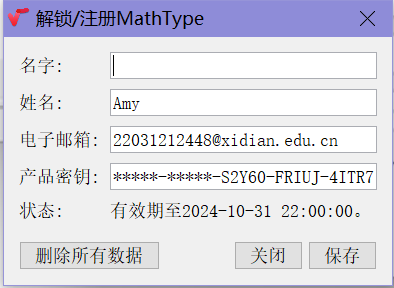 解锁/注册MathType
名字:
姓名: Amy
电子邮箱: 22031212448@xidian.edu.cn
产品密钥: *****-*****-S2Y60-FRIUJ-4ITR7
状态: 有效期至2024-10-31 22:00:00。
删除所有数据 关闭 保存